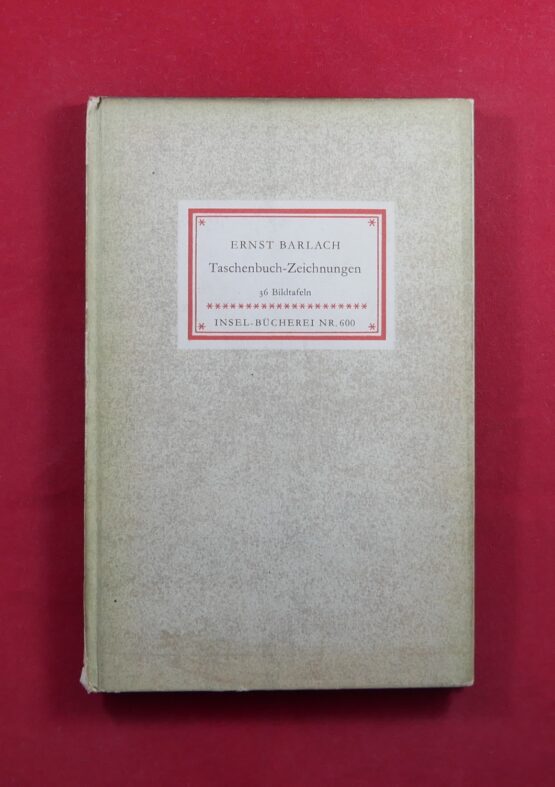 ERNST BARLACH
Taschenbuch-Zeichnungen
36 Bildtafeln
INSEL-BÜCHEREI NR. 600